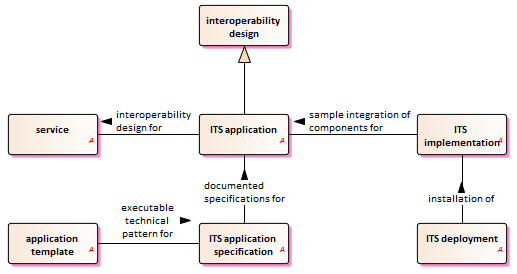 interoperability
design
interoperability
design for
sample integration of
components for
service
A
ITS application
A
ITS
implementation
A
documented
specifications for
executable
technical
pattern for
installation of
application
template
A
ITS application
specification
A
ITS deployment
A